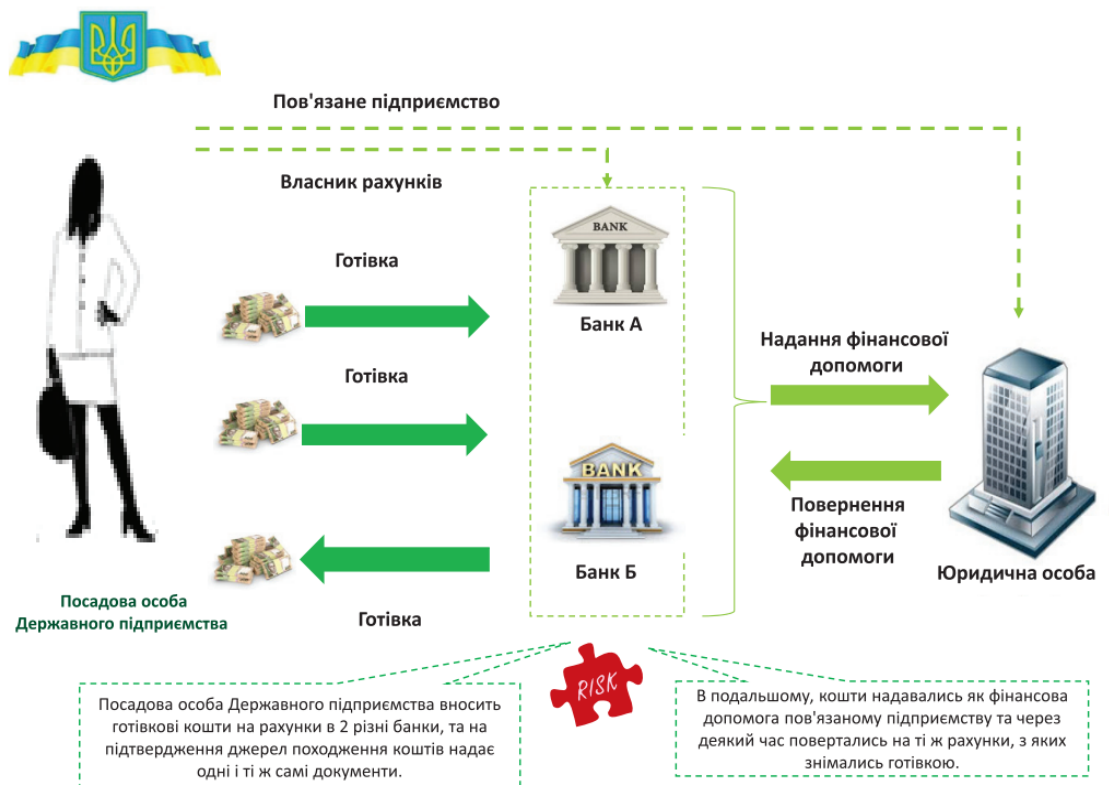 Пов'язане підприємство
Власник рахунків
Готівка
BANK
Банк А
Готівка
Надання фінансової
допомоги
BANK
Банк Б
Повернення
фінансової
допомоги
Юридична особа
Посадова особа
Державного підприємства
Готівка
RISK
Посадова особа Державного підприємства вносить
готівкові кошти на рахунки в 2 різні банки, та на
підтвердження джерел походження коштів надає
одні і ті ж самі документи.
В подальшому, кошти надавались як фінансова
допомога пов'язаному підприємству та через
деякий час повертались на ті ж рахунки, з яких
знімались готівкою.